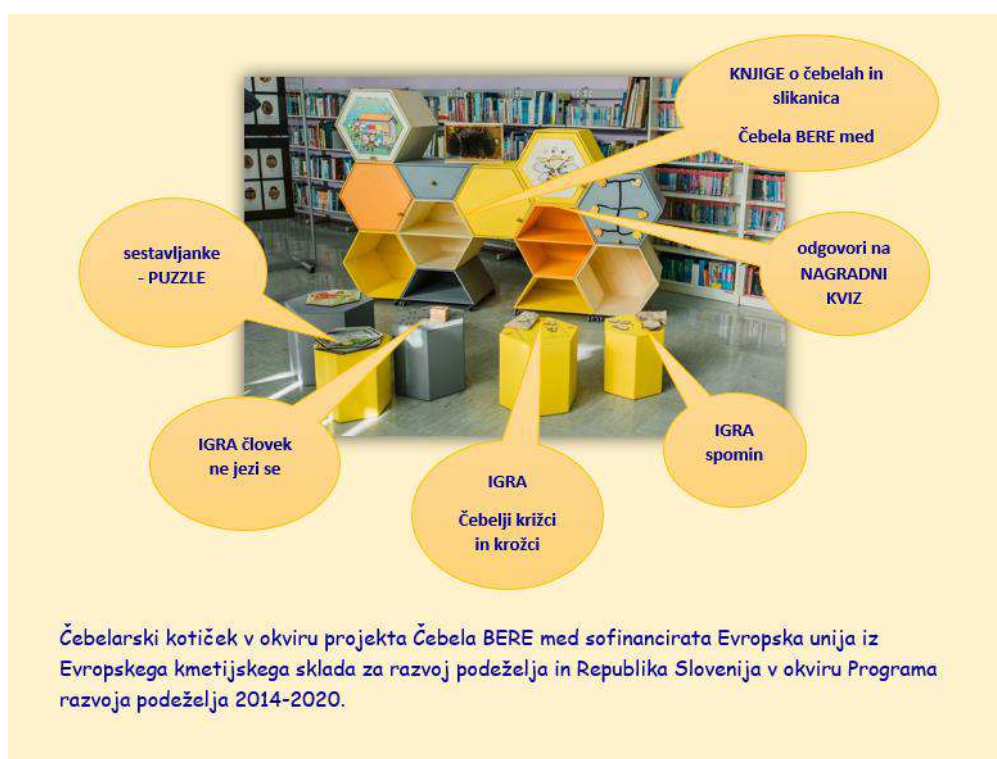 KNJIGE o čebelah in
slikanica
Čebela BERE med
sestavljanke
- PUZZLE
odgovori na
NAGRADNI
KVIZ
IGRA človek
ne jezi se
IGRA
Čebelji križci
in krožci
IGRA
spomin
Čebelarski kotiček v okviru projekta Čebela BERE med sofinancirata Evropska unija iz
Evropskega kmetijskega sklada za razvoj podeželja in Republika Slovenija v okviru Programa
razvoja podeželja 2014-2020.